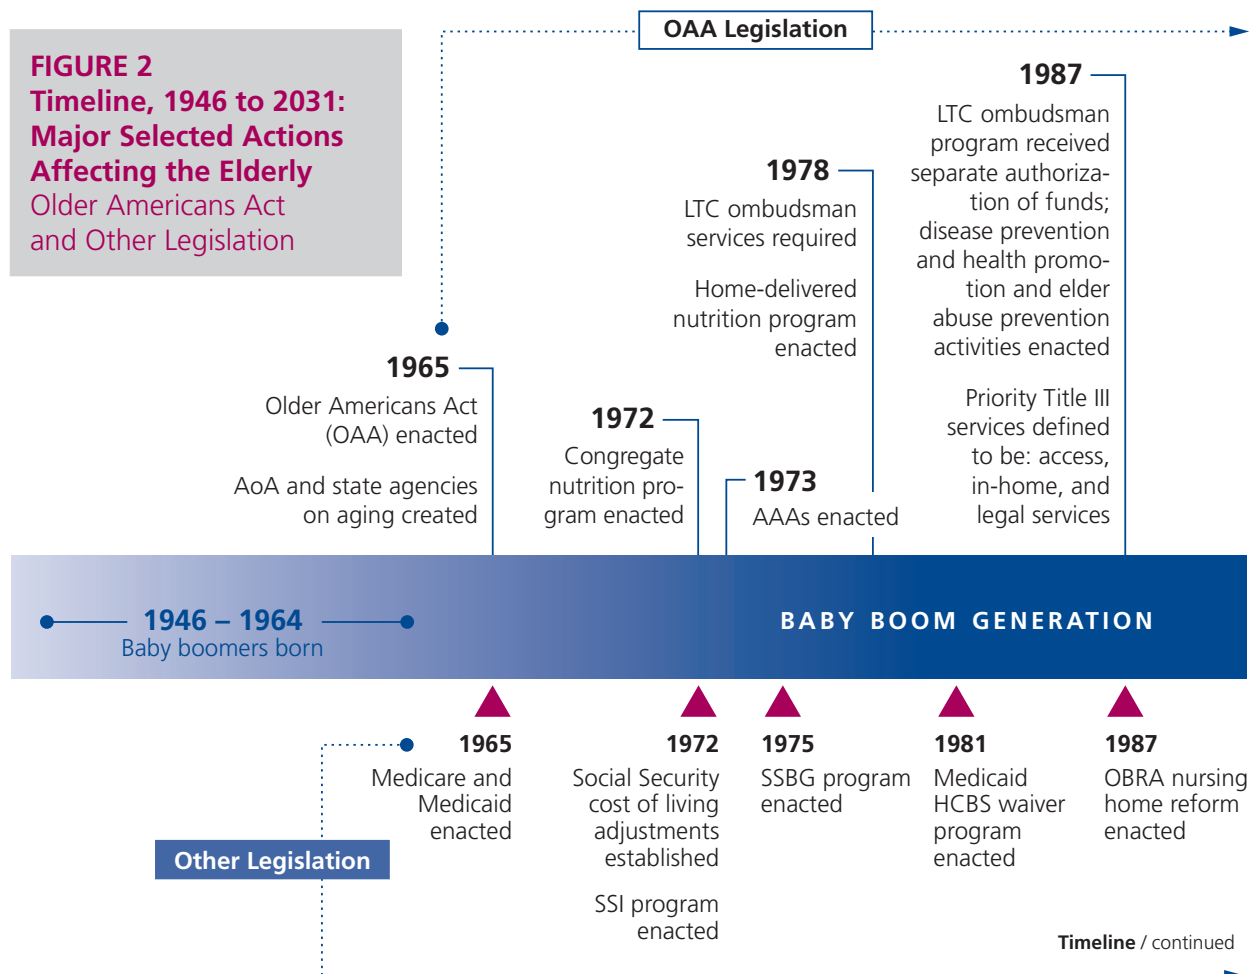 OAA Legislation
FIGURE 2
Timeline, 1946 to 2031:
Major Selected Actions
Affecting the Elderly
Older Americans Act
and Other Legislation
1965
Older Americans Act
(OAA) enacted
AoA and state agencies
on aging created
1972
Congregate
nutrition pro-
gram enacted
1973
AAAs enacted
1978
LTC ombudsman
services required
Home-delivered
nutrition program
enacted
1987
LTC ombudsman
program received
separate authoriza-
tion of funds;
disease prevention
and health promo-
tion and elder
abuse prevention
activities enacted
Priority Title III
services defined
to be: access,
in-home, and
legal services
1946 – 1964
Baby boomers born
BABY BOOM GENERATION
Other Legislation
1965
Medicare and
Medicaid
enacted
1972
Social Security
cost of living
adjustments
established
SSI program
enacted
1975
SSBG program
enacted
1981
Medicaid
HCBS waiver
program
enacted
1987
OBRA nursing
home reform
enacted
Timeline / continued